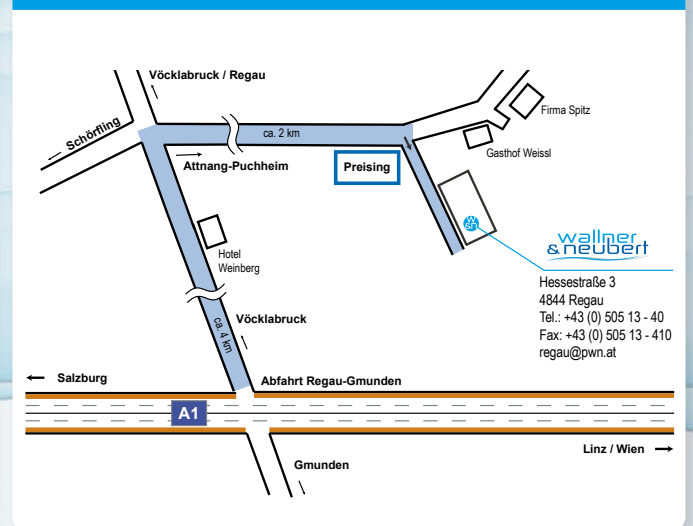 Vöcklabruck / Regau
Schörfling
ca. 2 km
Firma Spitz
Gasthof Weissl
Attnang-Puchheim
Preising
w&n
wallner
& neubert
Hotel
Weinberg
Hessestraße 3
4844 Regau
Tel.: +43 (0) 505 13 - 40
Fax: +43 (0) 505 13 - 410
regau@pwn.at
Vöcklabruck
ca. 4 km
Salzburg
Abfahrt Regau-Gmunden
A1
Linz / Wien
Gmunden